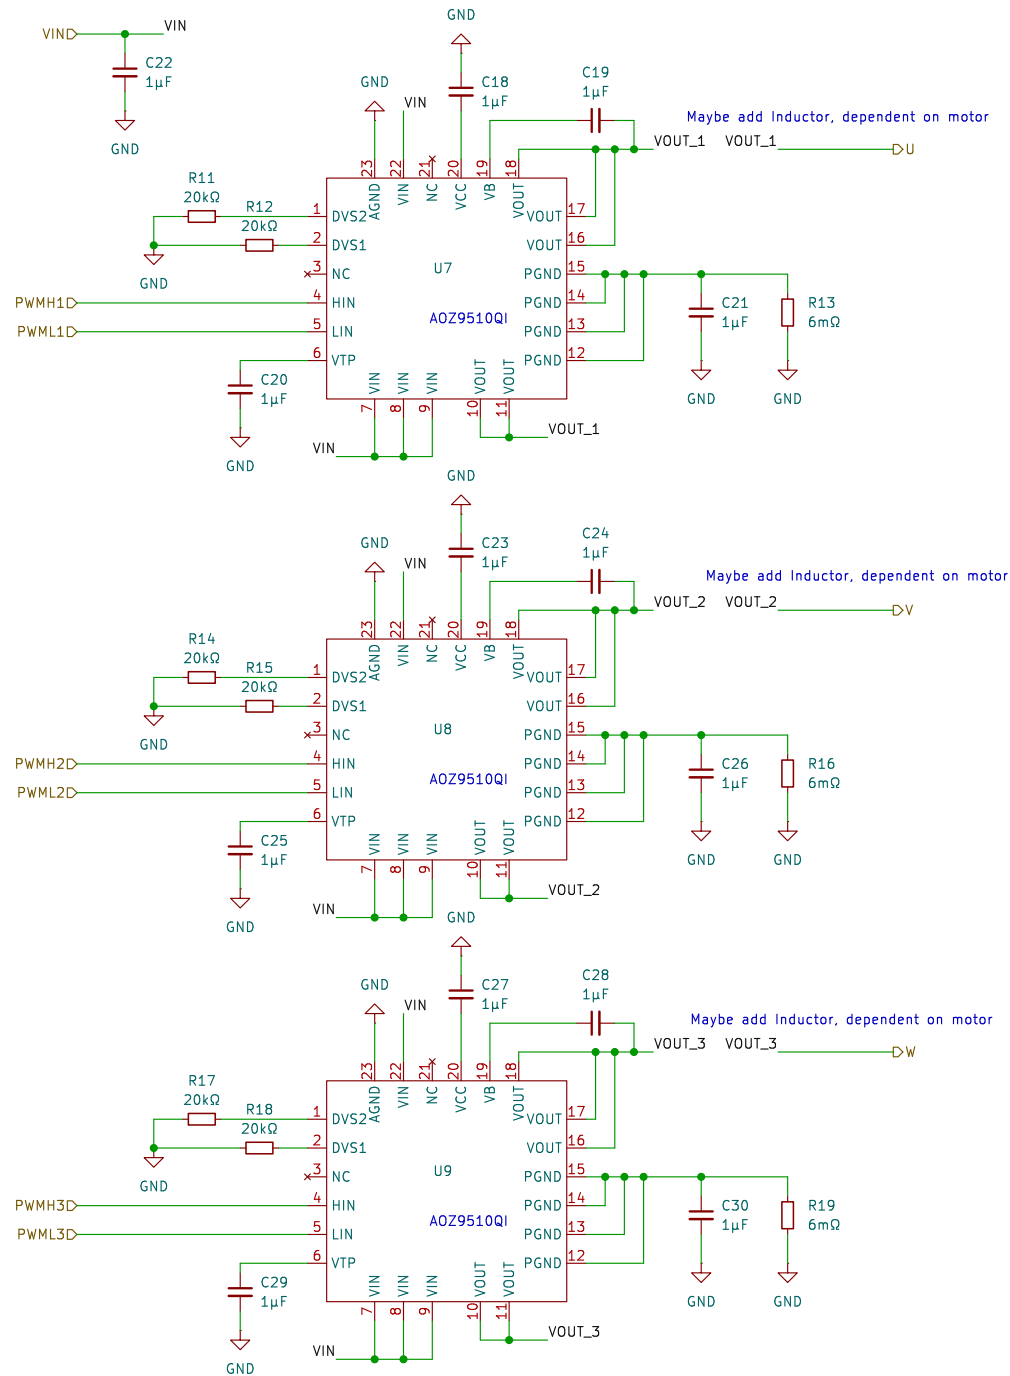 VIN
VIN
C22
1µF
GND
GND
GND
VIN
C18
1µF
C19
1µF
Maybe add Inductor, dependent on motor
VOUT_1
VOUT_1
U
23
22
21
20
19
18
AGND
VIN
NC
VCC
VB
VOUT
R11
20kΩ
R12
20kΩ
GND
1
DVS2
2
DVS1
3
NC
PWMH1
4
HIN
PWML1
5
LIN
6
VTP
U7
AOZ9510QI
VOUT
17
VOUT
16
PGND
15
PGND
14
PGND
13
PGND
12
C21
1µF
R13
6mΩ
GND
GND
C20
1µF
GND
VIN
VIN
VIN
VOUT
VOUT
7
8
9
10
11
VIN
VOUT_1
GND
GND
VIN
C23
1µF
C24
1µF
Maybe add Inductor, dependent on motor
VOUT_2
VOUT_2
V
23
22
21
20
19
18
AGND
VIN
NC
VCC
VB
VOUT
R14
20kΩ
R15
20kΩ
GND
1
DVS2
2
DVS1
3
NC
PWMH2
4
HIN
PWML2
5
LIN
6
VTP
U8
AOZ9510QI
VOUT
17
VOUT
16
PGND
15
PGND
14
PGND
13
PGND
12
C26
1µF
R16
6mΩ
GND
GND
C25
1µF
GND
VIN
VIN
VIN
VOUT
VOUT
7
8
9
10
11
VIN
VOUT_2
GND
GND
VIN
C27
1µF
C28
1µF
Maybe add Inductor, dependent on motor
VOUT_3
VOUT_3
W
23
22
21
20
19
18
AGND
VIN
NC
VCC
VB
VOUT
R17
20kΩ
R18
20kΩ
GND
1
DVS2
2
DVS1
3
NC
PWMH3
4
HIN
PWML3
5
LIN
6
VTP
U9
AOZ9510QI
VOUT
17
VOUT
16
PGND
15
PGND
14
PGND
13
PGND
12
C30
1µF
R19
6mΩ
GND
GND
C29
1µF
GND
VIN
VIN
VIN
VOUT
VOUT
7
8
9
10
11
VIN
VOUT_3